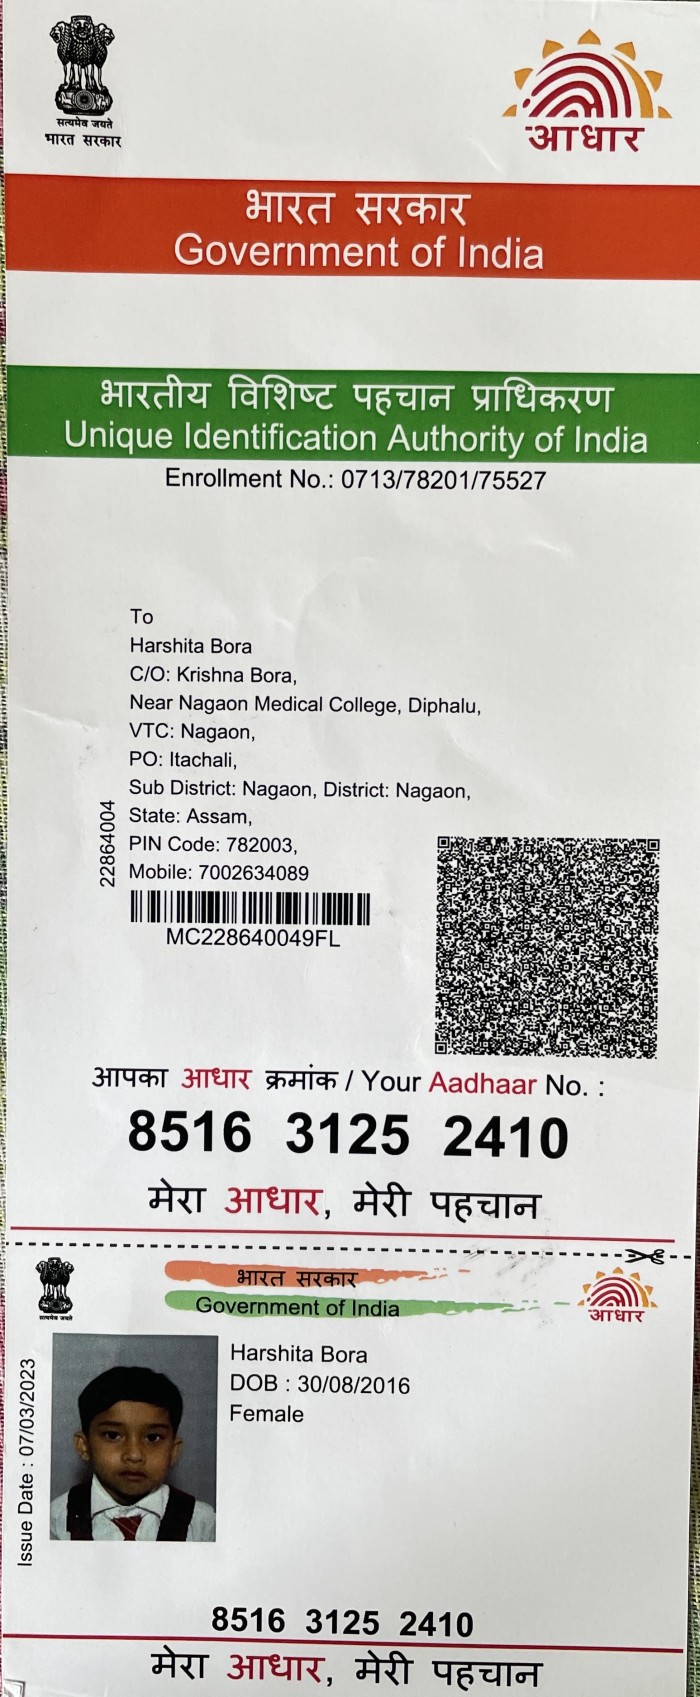 सत्यमेव जयते
भारत सरकार
आधार
भारत सरकार
Government of India
भारतीय विशिष्ट पहचान प्राधिकरण
Unique Identification Authority of India
Enrollment No.: 0713/78201/75527
To
Harshita Bora
C/O: Krishna Bora,
Near Nagaon Medical College, Diphalu,
VTC: Nagaon,
PO: Itachali,
Sub District: Nagaon, District: Nagaon,
State: Assam,
PIN Code: 782003,
Mobile: 7002634089
22864004
MC228640049FL
आपका आधार क्रमांक / Your Aadhaar No. :
8516 3125 2410
मेरा आधार, मेरी पहचान
सत्यमेव जयते
भारत सरकार
Government of India
आधार
Issue Date : 07/03/2023
Harshita Bora
DOB : 30/08/2016
Female
8516 3125 2410
मेरा आधार, मेरी पहचान